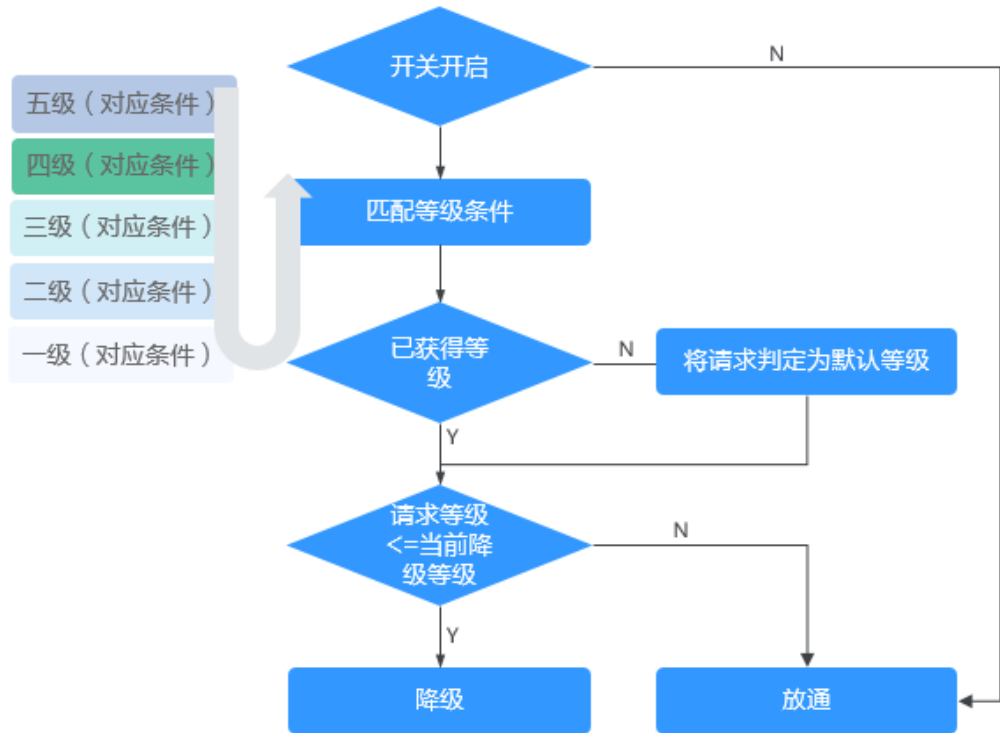 开关开启
N
五级（对应条件）
四级（对应条件）
三级（对应条件）
二级（对应条件）
一级（对应条件）
匹配等级条件
已获得等
级
N
将请求判定为默认等级
Y
请求等级
<=当前降
级等级
N
Y
降级
放通